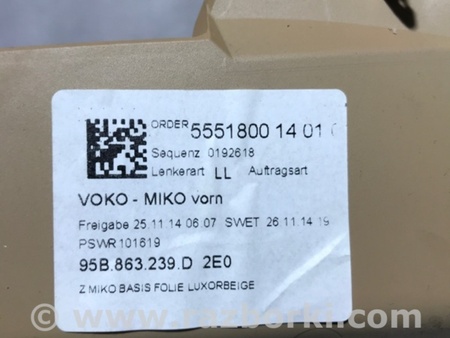 ORDER 5551800 14 01
Sequenz 0192618
Lenkerart LL Auftragsart
VOKO - MIKO vorn
Freigabe 25.11.14 06:07 SWET 26.11.14 19
PSWR 101619
95B.863.239.D 2E0
Z MIKO BASIS FOLIE LUXORBEIGE
www.razborki.com